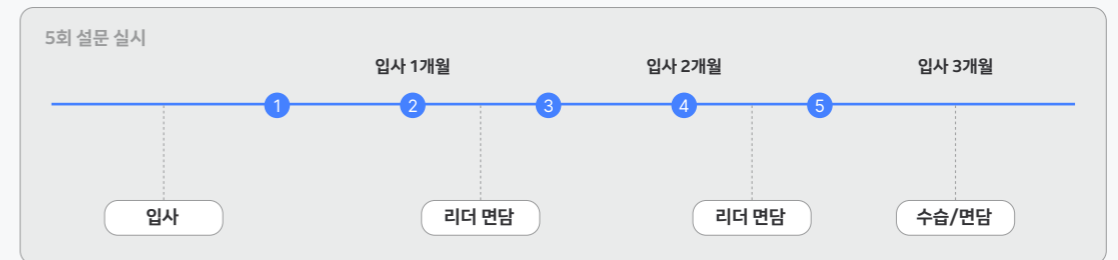 5회 설문 실시
입사 1개월 입사 2개월 입사 3개월
1 2 3 4 5
입사 리더 면담 리더 면담 수습/면담